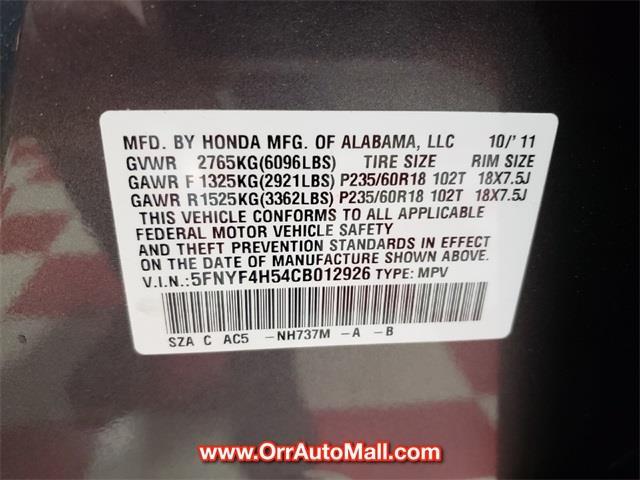 MFD. BY HONDA MFG. OF ALABAMA, LLC 10/'11
GVWR 2765KG(6096LBS) TIRE SIZE RIM SIZE
GAWR F 1325KG(2921LBS) P235/60R18 102T 18X7.5J
GAWR R 1525KG(3362LBS) P235/60R18 102T 18X7.5J
THIS VEHICLE CONFORMS TO ALL APPLICABLE
FEDERAL MOTOR VEHICLE SAFETY
AND THEFT PREVENTION STANDARDS IN EFFECT
ON THE DATE OF MANUFACTURE SHOWN ABOVE.
V.I.N.:5FNYF4H54CB012926 TYPE: MPV
SZA C AC5 -NH737M -A -B
www.OrrAutoMall.com